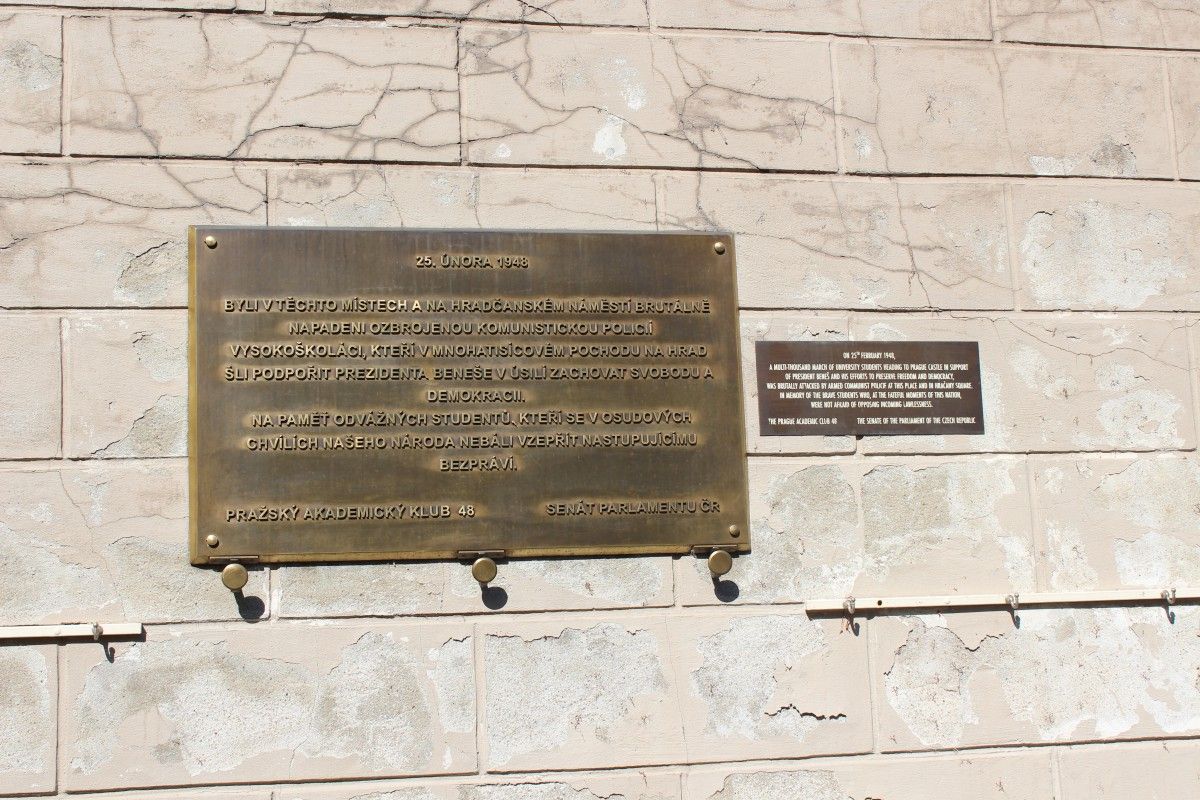 25. ÚNORA 1948
BYLI V TĚCHTO MÍSTECH A NA HRADČANSKÉM NÁMĚSTÍ BRUTÁLNĚ
NAPADENI OZBROJENOU KOMUNISTICKOU POLICIÍ
VYSOKOŠKOLÁCI, KTEŘÍ V MNOHATISÍCOVÉM POCHODU NA HRAD
ŠLI PODPOŘIT PREZIDENTA BENEŠE V ÚSILÍ ZACHOVAT SVOBODU A
DEMOKRACII.
NA PAMĚŤ ODVÁŽNÝCH STUDENTŮ, KTEŘÍ SE V OSUDOVÝCH
CHVÍLÍCH NAŠEHO NÁRODA NEBÁLI VZEPŘÍT NASTUPUJÍCÍMU
BEZPRÁVÍ.
PRAŽSKÝ AKADEMICKÝ KLUB 48 SENÁT PARLAMENTU ČR
ON 25TH FEBRUARY 1948,
A MULTI-THOUSAND MARCH OF UNIVERSITY STUDENTS HEADING TO PRAGUE CASTLE IN SUPPORT
OF PRESIDENT BENEŠ AND HIS EFFORTS TO PRESERVE FREEDOM AND DEMOCRACY,
WAS BRUTALLY ATTACKED BY ARMED COMMUNIST POLICE AT THIS PLACE AND IN HRADČANY SQUARE.
IN MEMORY OF THE BRAVE STUDENTS WHO, AT THE FATEFUL MOMENTS OF THIS NATION,
WERE NOT AFRAID OF OPPOSING INCOMING LAWLESSNESS.
THE PRAGUE ACADEMIC CLUB 48 THE SENATE OF THE PARLIAMENT OF THE CZECH REPUBLIC